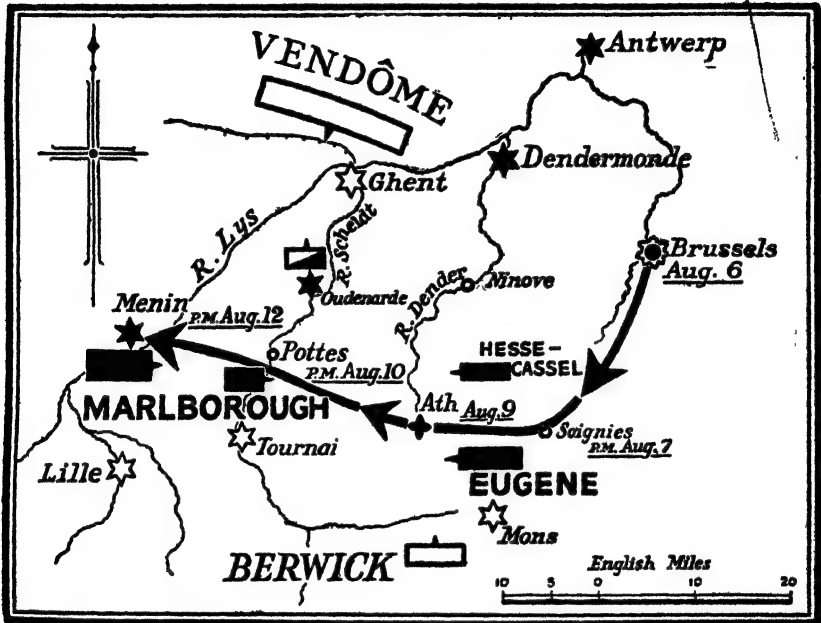 VENDÔME
Antwerp
Dendermonde
Ghent
R. Lys
R. Scheldt
Brussels
Aug. 6
Oudenarde
R. Dender
Ninove
Menin
P.M. Aug. 12
Pottes
P.M. Aug. 10
HESSE-
CASSEL
MARLBOROUGH
Ath Aug. 9
Soignies
P.M. Aug. 7
Tournai
Lille
EUGENE
Mons
BERWICK
English Miles
10 5 0 10 20